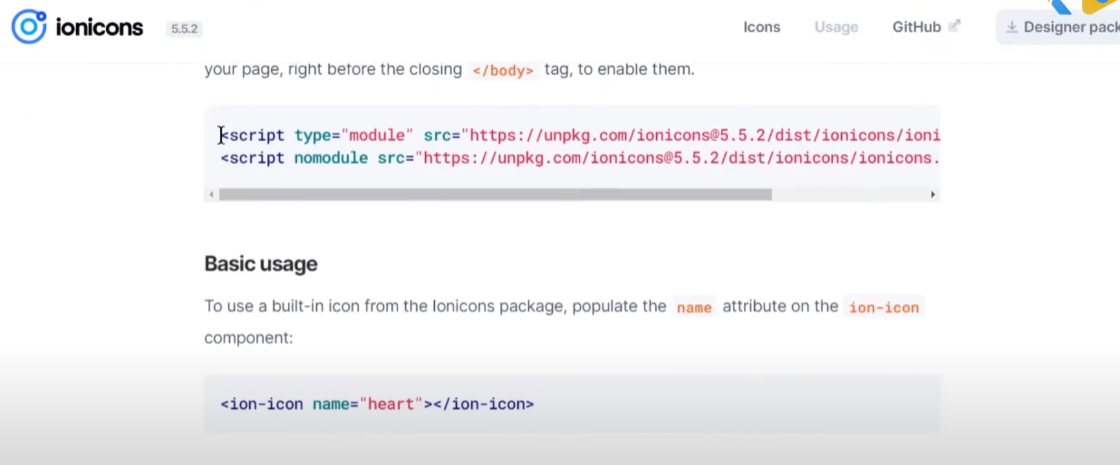 ionicons 5.5.2 Icons Usage GitHub Designer pack
your page, right before the closing </body> tag, to enable them.
<script type="module" src="https://unpkg.com/ionicons@5.5.2/dist/ionicons/ioni
<script nomodule src="https://unpkg.com/ionicons@5.5.2/dist/ionicons/ionicons.
Basic usage
To use a built-in icon from the Ionicons package, populate the name attribute on the ion-icon
component:
<ion-icon name="heart"></ion-icon>